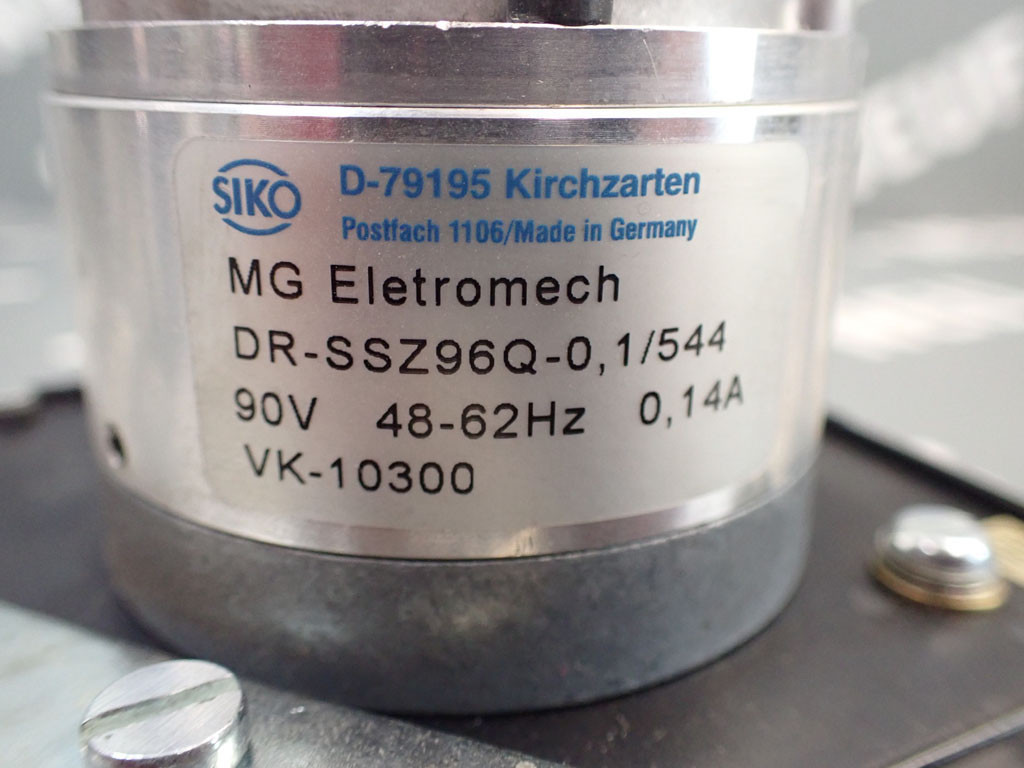 SIKO
D-79195 Kirchzarten
Postfach 1106/Made in Germany
MG Eletromech
DR-SSZ96Q-0,1/544
90V 48-62Hz 0,14A
VK-10300